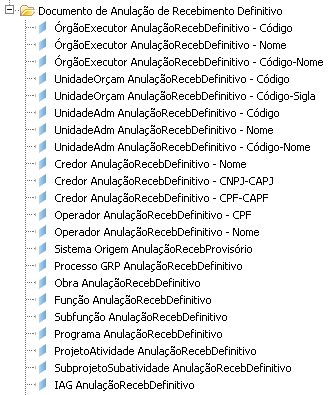 Documento de Anulação de Recebimento Definitivo
ÓrgãoExecutor AnulaçãoRecebDefinitivo - Código
ÓrgãoExecutor AnulaçãoRecebDefinitivo - Nome
ÓrgãoExecutor AnulaçãoRecebDefinitivo - Código-Nome
UnidadeOrçam AnulaçãoRecebDefinitivo - Código
UnidadeOrçam AnulaçãoRecebDefinitivo - Código-Sigla
UnidadeAdm AnulaçãoRecebDefinitivo - Código
UnidadeAdm AnulaçãoRecebDefinitivo - Nome
UnidadeAdm AnulaçãoRecebDefinitivo - Código-Nome
Credor AnulaçãoRecebDefinitivo - Nome
Credor AnulaçãoRecebDefinitivo - CNPJ-CAPJ
Credor AnulaçãoRecebDefinitivo - CPF-CAPF
Operador AnulaçãoRecebDefinitivo - CPF
Operador AnulaçãoRecebDefinitivo - Nome
Sistema Origem AnulaçãoRecebProvisório
Processo GRP AnulaçãoRecebDefinitivo
Obra AnulaçãoRecebDefinitivo
Função AnulaçãoRecebDefinitivo
Subfunção AnulaçãoRecebDefinitivo
Programa AnulaçãoRecebDefinitivo
ProjetoAtividade AnulaçãoRecebDefinitivo
SubprojetoSubatividade AnulaçãoRecebDefinitivo
IAG AnulaçãoRecebDefinitivo